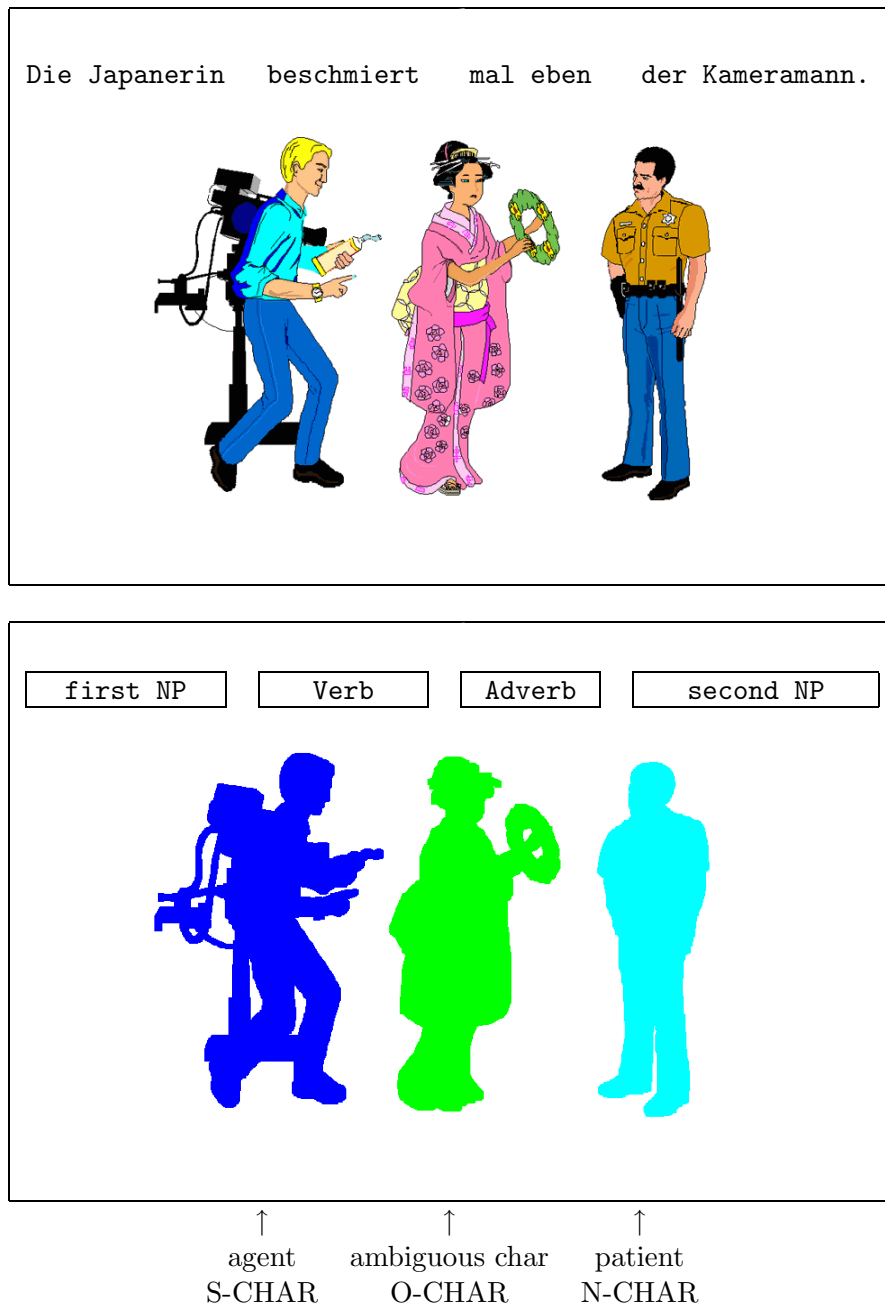 Die Japanerin beschmiert mal eben der Kameramann.
first NP Verb Adverb second NP
↑ ↑ ↑
agent ambiguous char patient
S-CHAR O-CHAR N-CHAR